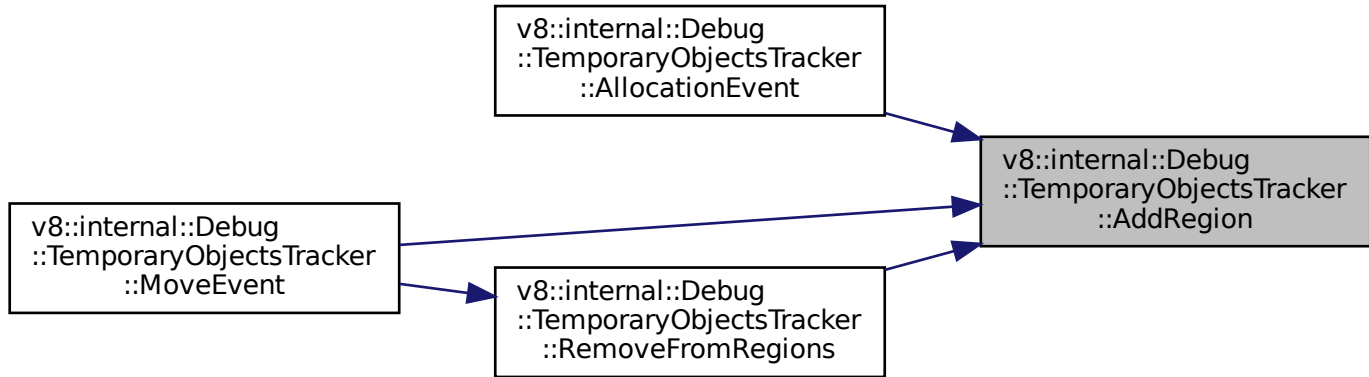 v8::internal::Debug
::TemporaryObjectsTracker
::AllocationEvent
v8::internal::Debug
::TemporaryObjectsTracker
::AddRegion
v8::internal::Debug
::TemporaryObjectsTracker
::MoveEvent
v8::internal::Debug
::TemporaryObjectsTracker
::RemoveFromRegions